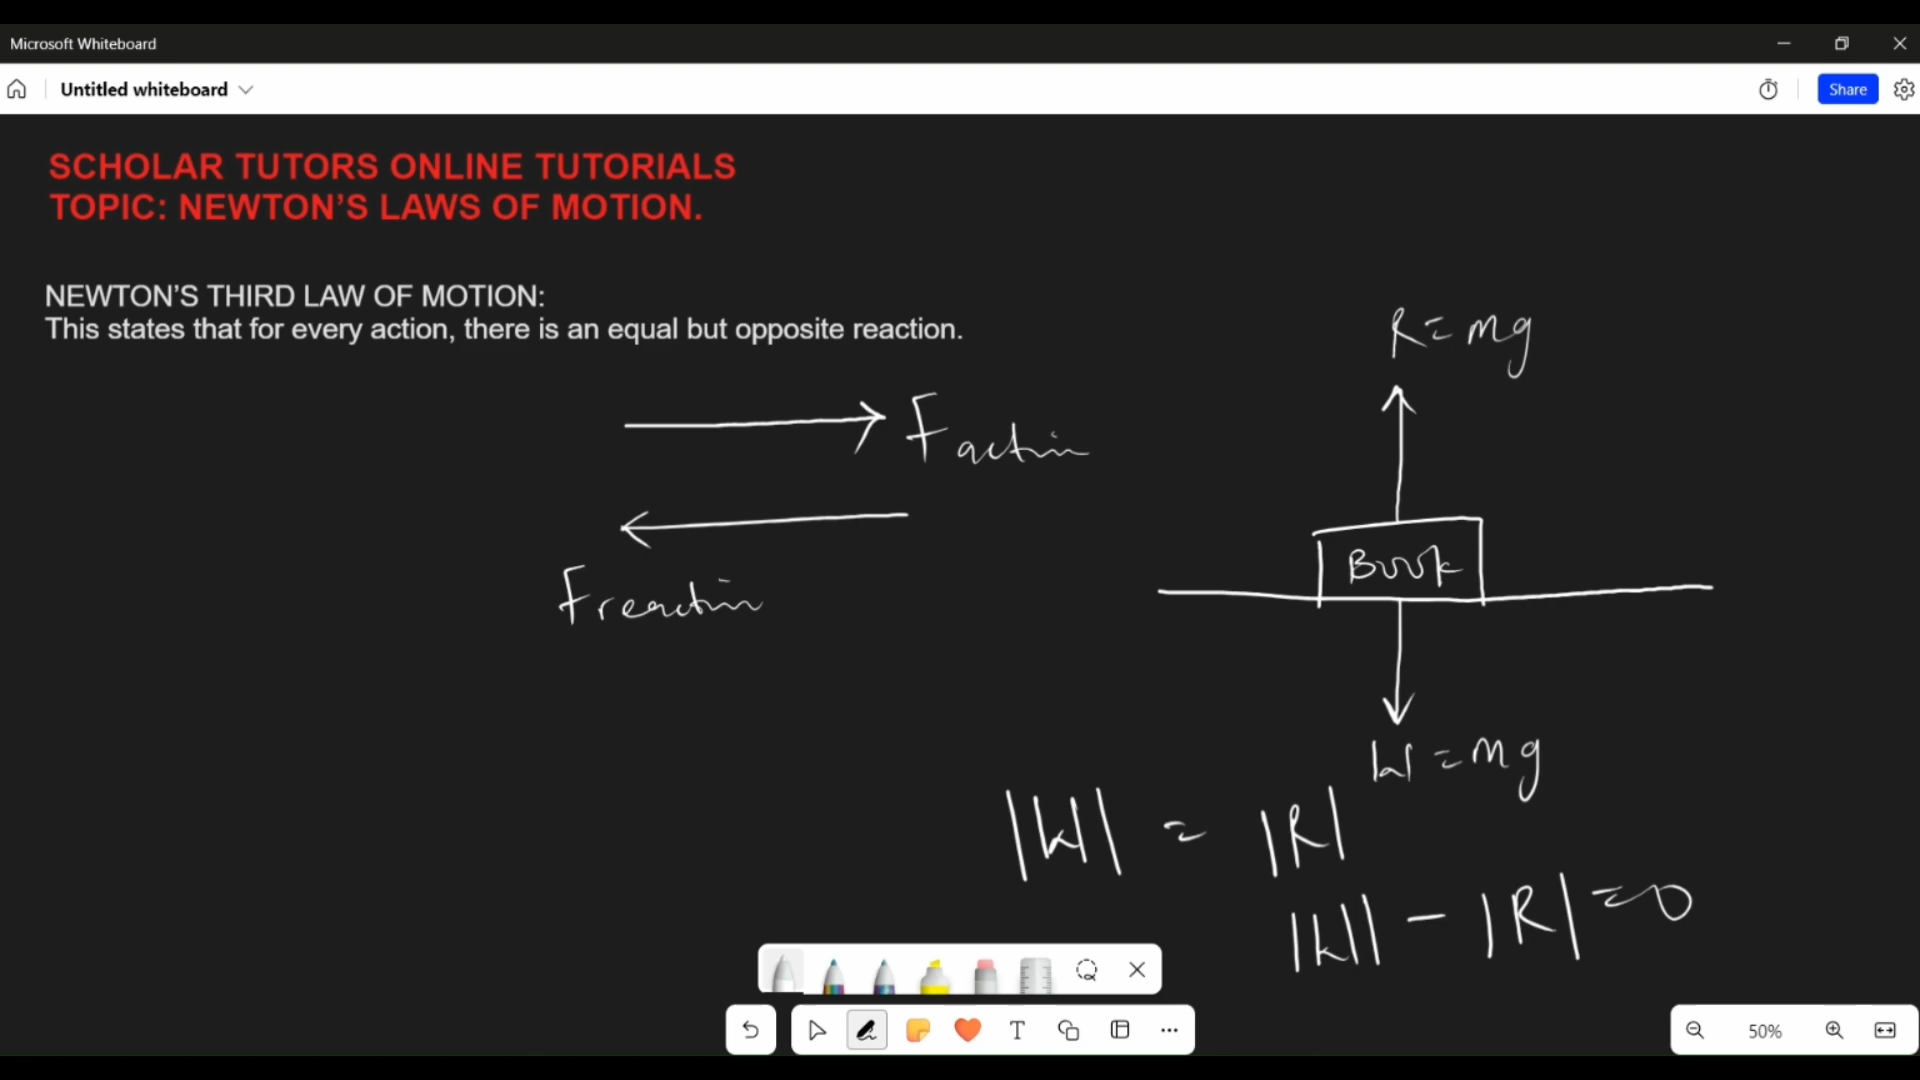 Microsoft Whiteboard
Untitled whiteboard
Share
SCHOLAR TUTORS ONLINE TUTORIALS
TOPIC: NEWTON’S LAWS OF MOTION.
NEWTON’S THIRD LAW OF MOTION:
This states that for every action, there is an equal but opposite reaction.
R = mg
F action
F reaction
Book
W = mg
|W| = |R|
|W| - |R| = 0
T
50%